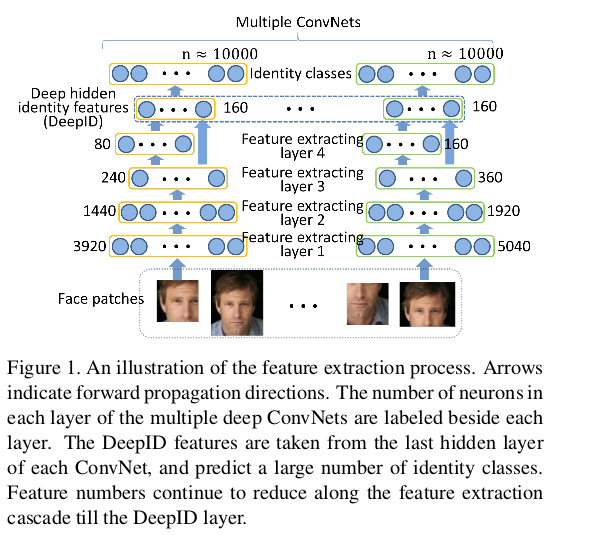 Multiple ConvNets
n ≈ 10000 n ≈ 10000
Identity classes
Deep hidden
identity features
(DeepID)
160 ... 160
80 Feature extracting
layer 4 160
240 Feature extracting
layer 3 360
1440 Feature extracting
layer 2 1920
3920 Feature extracting
layer 1 5040
Face patches ...
Figure 1. An illustration of the feature extraction process. Arrows
indicate forward propagation directions. The number of neurons in
each layer of the multiple deep ConvNets are labeled beside each
layer. The DeepID features are taken from the last hidden layer
of each ConvNet, and predict a large number of identity classes.
Feature numbers continue to reduce along the feature extraction
cascade till the DeepID layer.